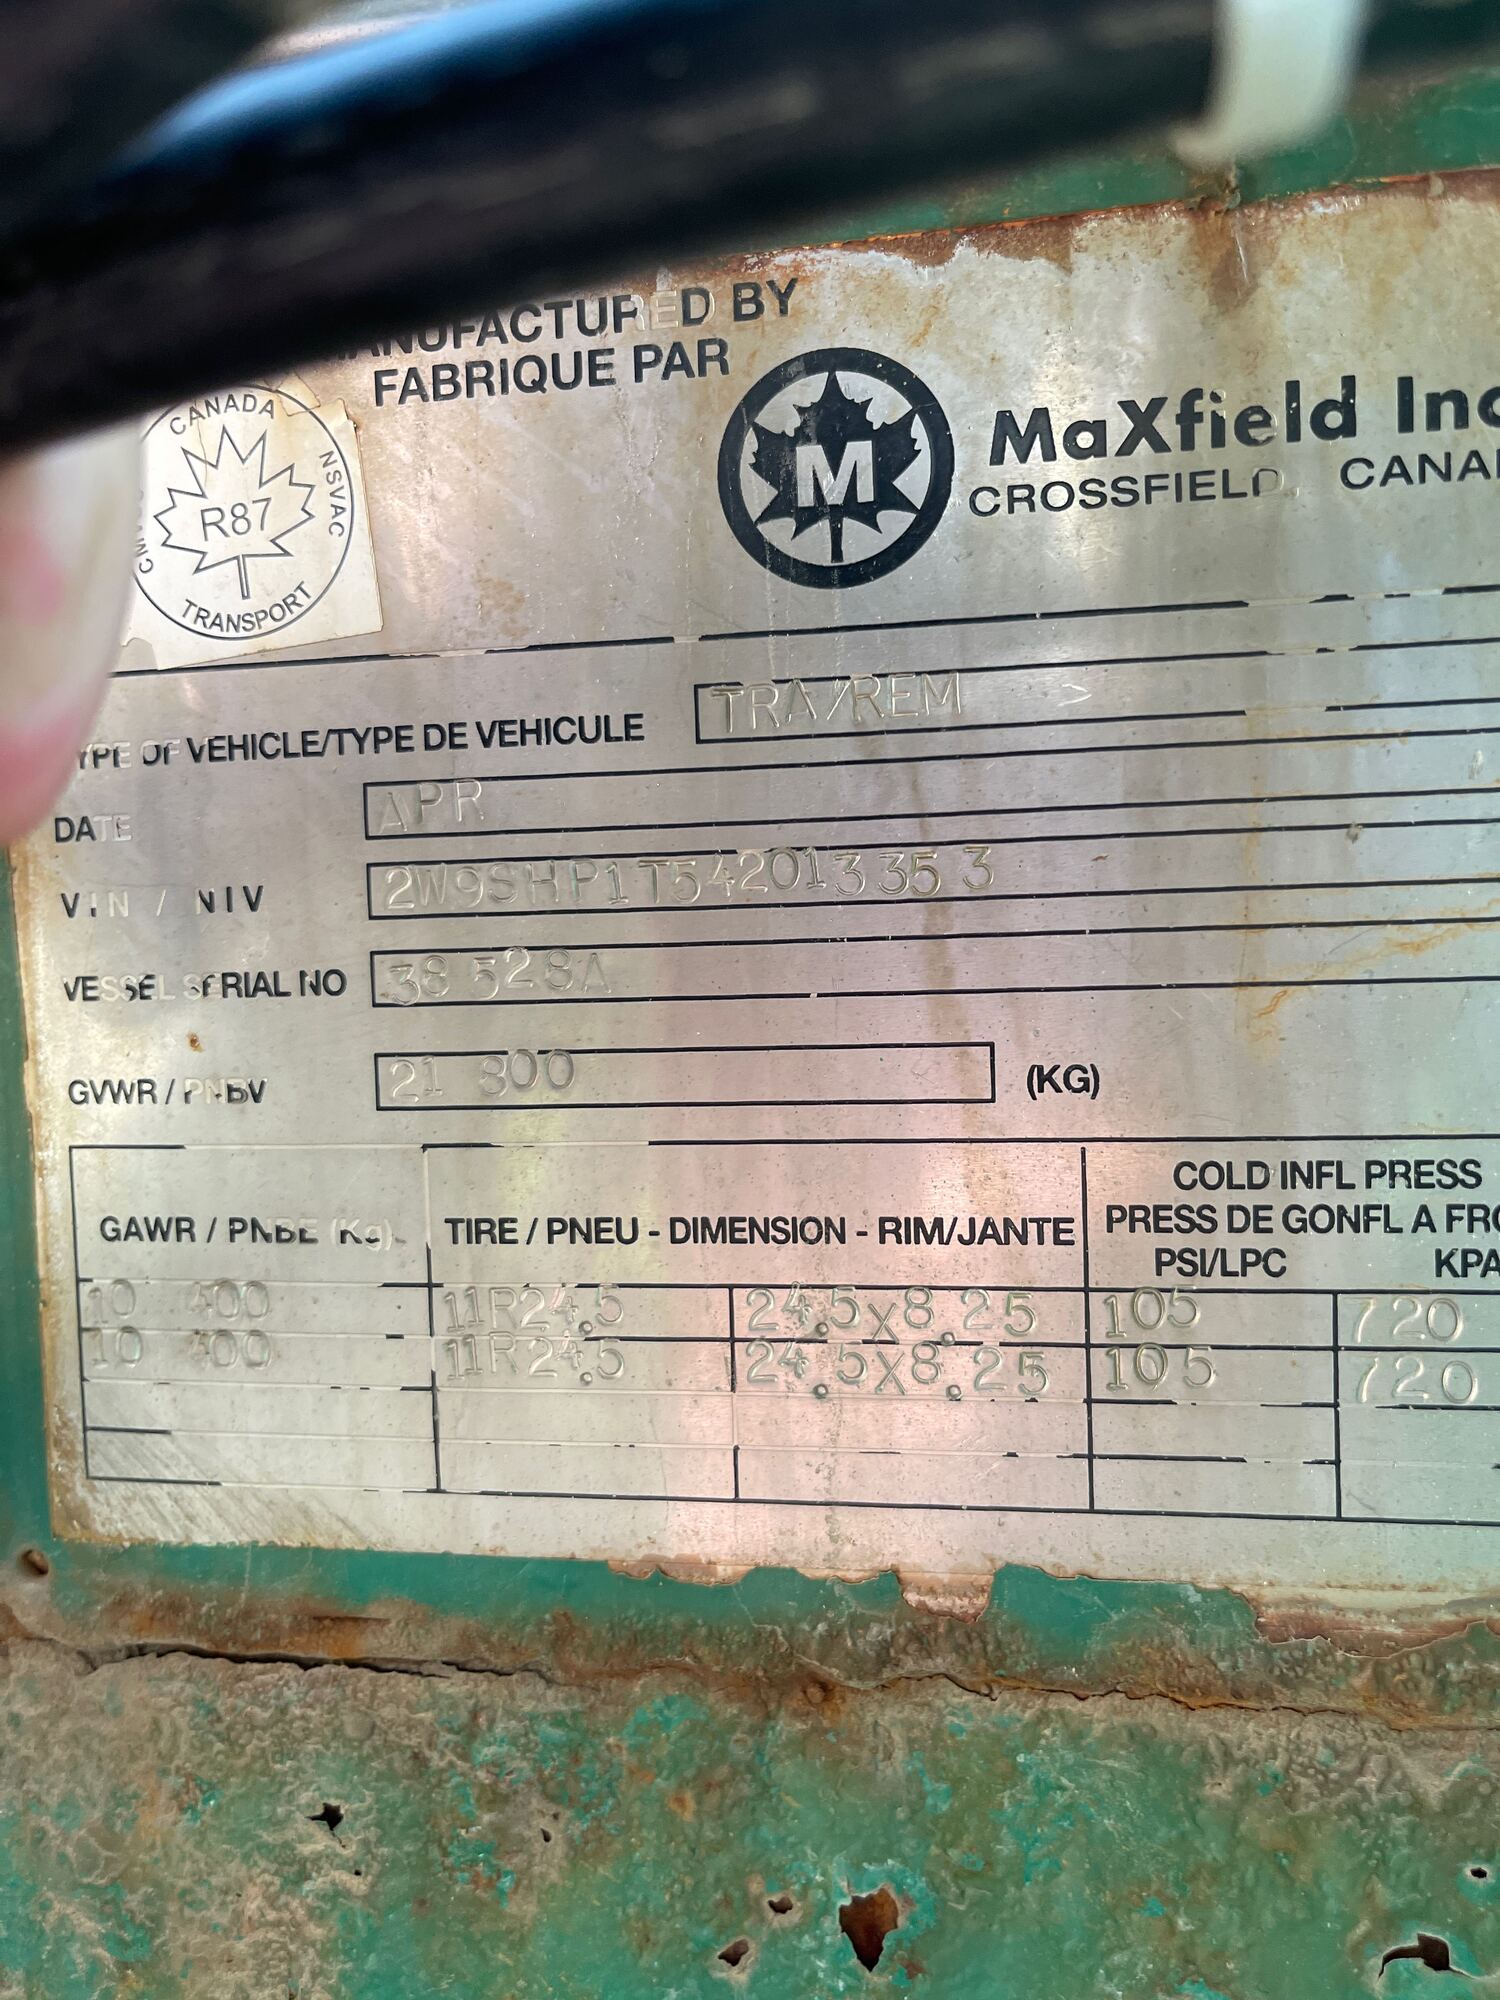 MANUFACTURED BY
FABRIQUE PAR
CANADA
NSVAC
R87
TRANSPORT
M
MaXfield Inc
CROSSFIELD, CANA
TYPE OF VEHICLE/TYPE DE VEHICULE TRA/REM
DATE APR
VIN / NIV 2W9SHP1T542013353
VESSEL SERIAL NO 38528A
GVWR / PNBV 21 800 (KG)
GAWR / PNBE (Kg). TIRE / PNEU - DIMENSION - RIM/JANTE COLD INFL PRESS
PRESS DE GONFL A FRO
PSI/LPC KPA
10 400 11R24.5 24.5x8.25 105 720
10 400 11R24.5 24.5x8.25 105 720